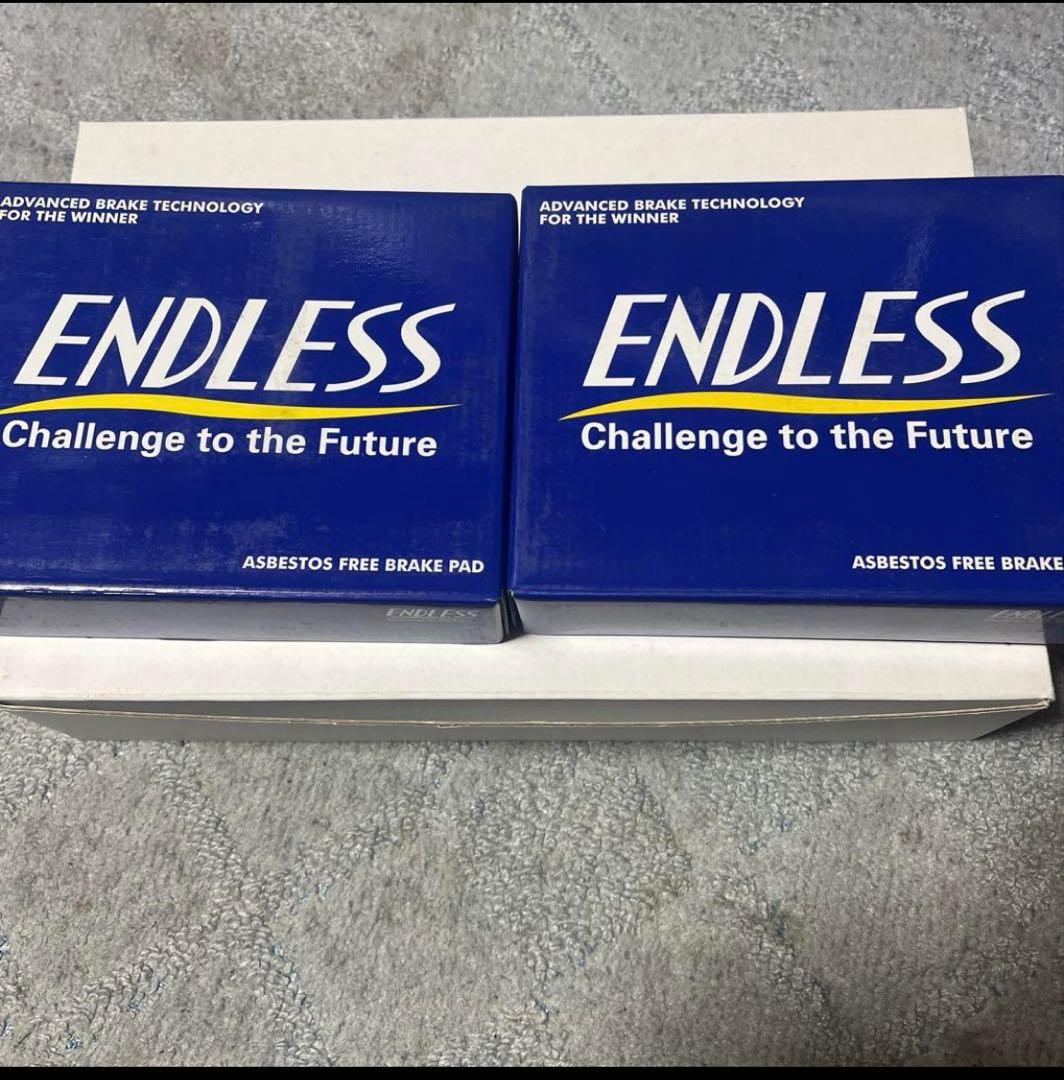 ADVANCED BRAKE TECHNOLOGY
FOR THE WINNER
ENDLESS
Challenge to the Future
ASBESTOS FREE BRAKE PAD
ENDLESS
ADVANCED BRAKE TECHNOLOGY
FOR THE WINNER
ENDLESS
Challenge to the Future
ASBESTOS FREE BRAKE